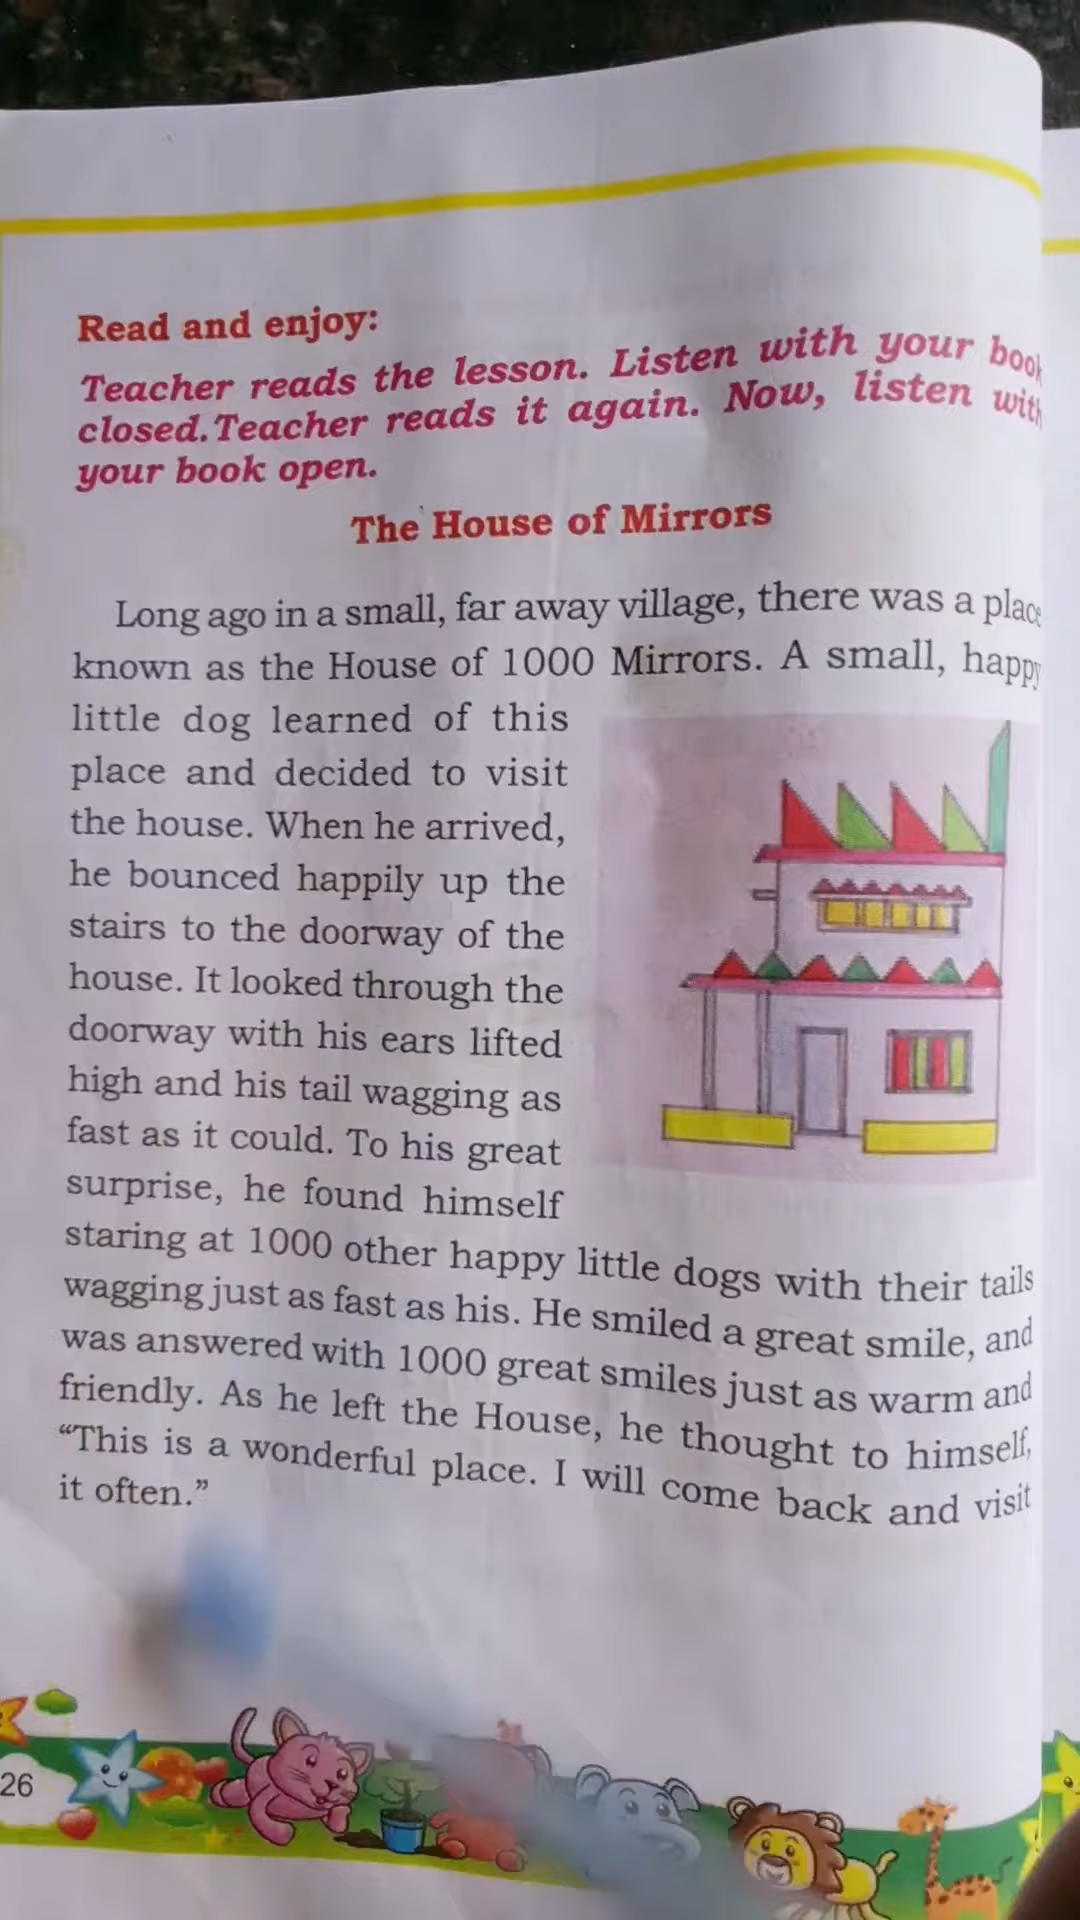 Read and enjoy:
Teacher reads the lesson. Listen with your book
closed. Teacher reads it again. Now, listen with
your book open.
The House of Mirrors
Long ago in a small, far away village, there was a place
known as the House of 1000 Mirrors. A small, happy
little dog learned of this
place and decided to visit
the house. When he arrived,
he bounced happily up the
stairs to the doorway of the
house. It looked through the
doorway with his ears lifted
high and his tail wagging as
fast as it could. To his great
surprise, he found himself
staring at 1000 other happy little dogs with their tails
wagging just as fast as his. He smiled a great smile, and
was answered with 1000 great smiles just as warm and
friendly. As he left the House, he thought to himself,
“This is a wonderful place. I will come back and visit
it often.”
26